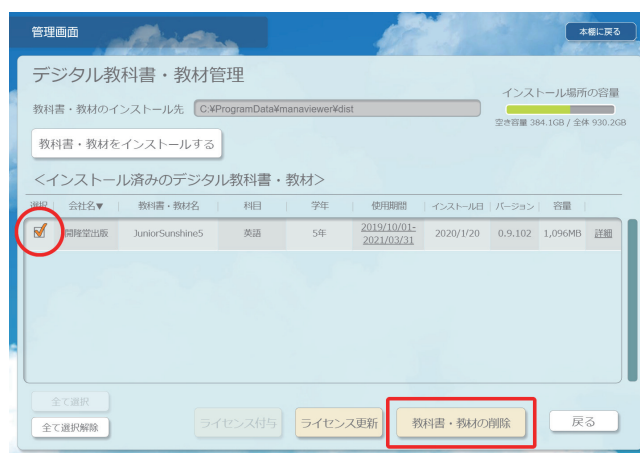 管理画面
本棚に戻る
デジタル教科書・教材管理
インストール場所の容量
教科書・教材のインストール先 C:¥ProgramData¥manaviewer¥dist
空き容量 384.1GB / 全体 930.2GB
教科書・教材をインストールする
＜インストール済みのデジタル教科書・教材＞
選択 会社名▼ 教科書・教材名 科目 学年 使用期間 インストール日 バージョン 容量
開隆堂出版 JuniorSunshine5 英語 5年 2019/10/01- 2020/1/20 0.9.102 1,096MB 詳細
2021/03/31
全て選択
全て選択解除 ライセンス付与 ライセンス更新 教科書・教材の削除 戻る